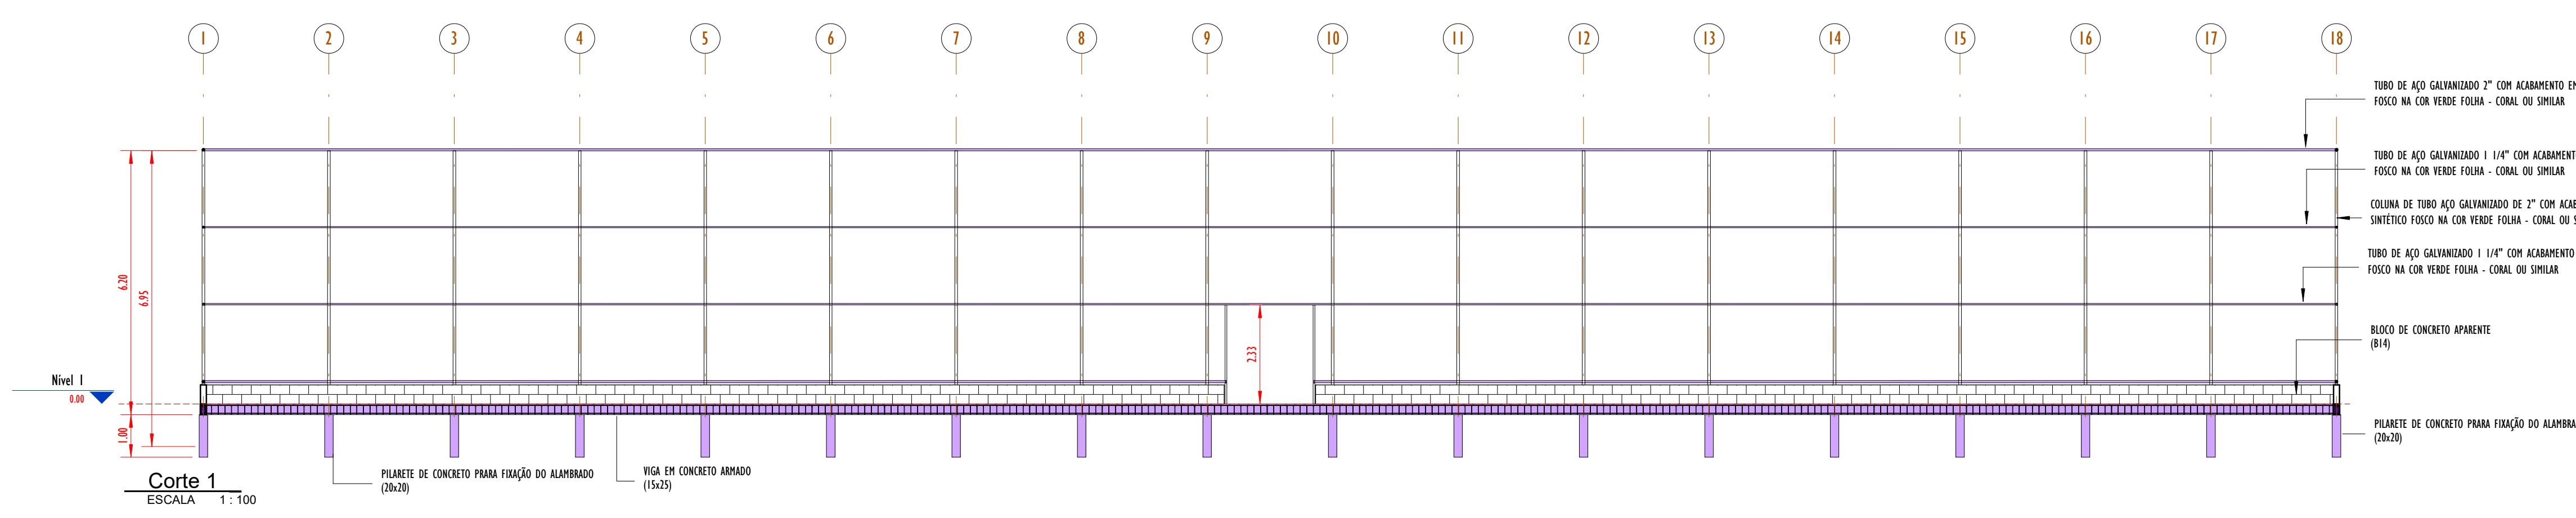 1 2 3 4 5 6 7 8 9 10 11 12 13 14 15 16 17 18
TUBO DE AÇO GALVANIZADO 2" COM ACABAMENTO EM
FOSCO NA COR VERDE FOLHA - CORAL OU SIMILAR
TUBO DE AÇO GALVANIZADO 1 1/4" COM ACABAMENT
FOSCO NA COR VERDE FOLHA - CORAL OU SIMILAR
COLUNA DE TUBO AÇO GALVANIZADO DE 2" COM ACAB
SINTÉTICO FOSCO NA COR VERDE FOLHA - CORAL OU S
TUBO DE AÇO GALVANIZADO 1 1/4" COM ACABAMENTO
FOSCO NA COR VERDE FOLHA - CORAL OU SIMILAR
6.20
6.95
2.33
BLOCO DE CONCRETO APARENTE
(B14)
Nível 1
0.00
1.00
PILARETE DE CONCRETO PRARA FIXAÇÃO DO ALAMBRA
(20x20)
PILARETE DE CONCRETO PRARA FIXAÇÃO DO ALAMBRADO
(20x20)
VIGA EM CONCRETO ARMADO
(15x25)
Corte 1
ESCALA 1 : 100